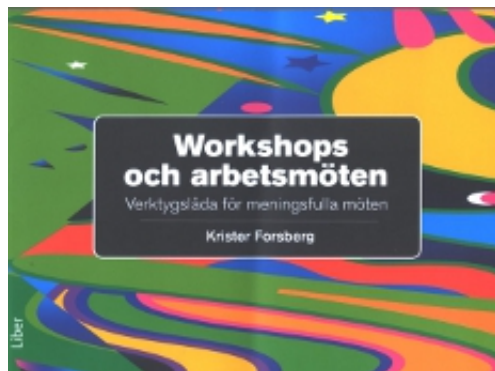 Workshops
och arbetsmöten
Verktygslåda för meningsfulla möten
Krister Forsberg
Liber